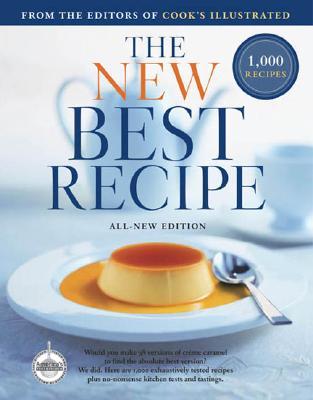 FROM THE EDITORS OF COOK'S ILLUSTRATED
THE
NEW
BEST
RECIPE
1,000
RECIPES
ALL-NEW EDITION
Would you make 38 versions of crème caramel
to find the absolute best version?
We did. Here are 1,000 exhaustively tested recipes
plus no-nonsense kitchen tests and tastings.
America's